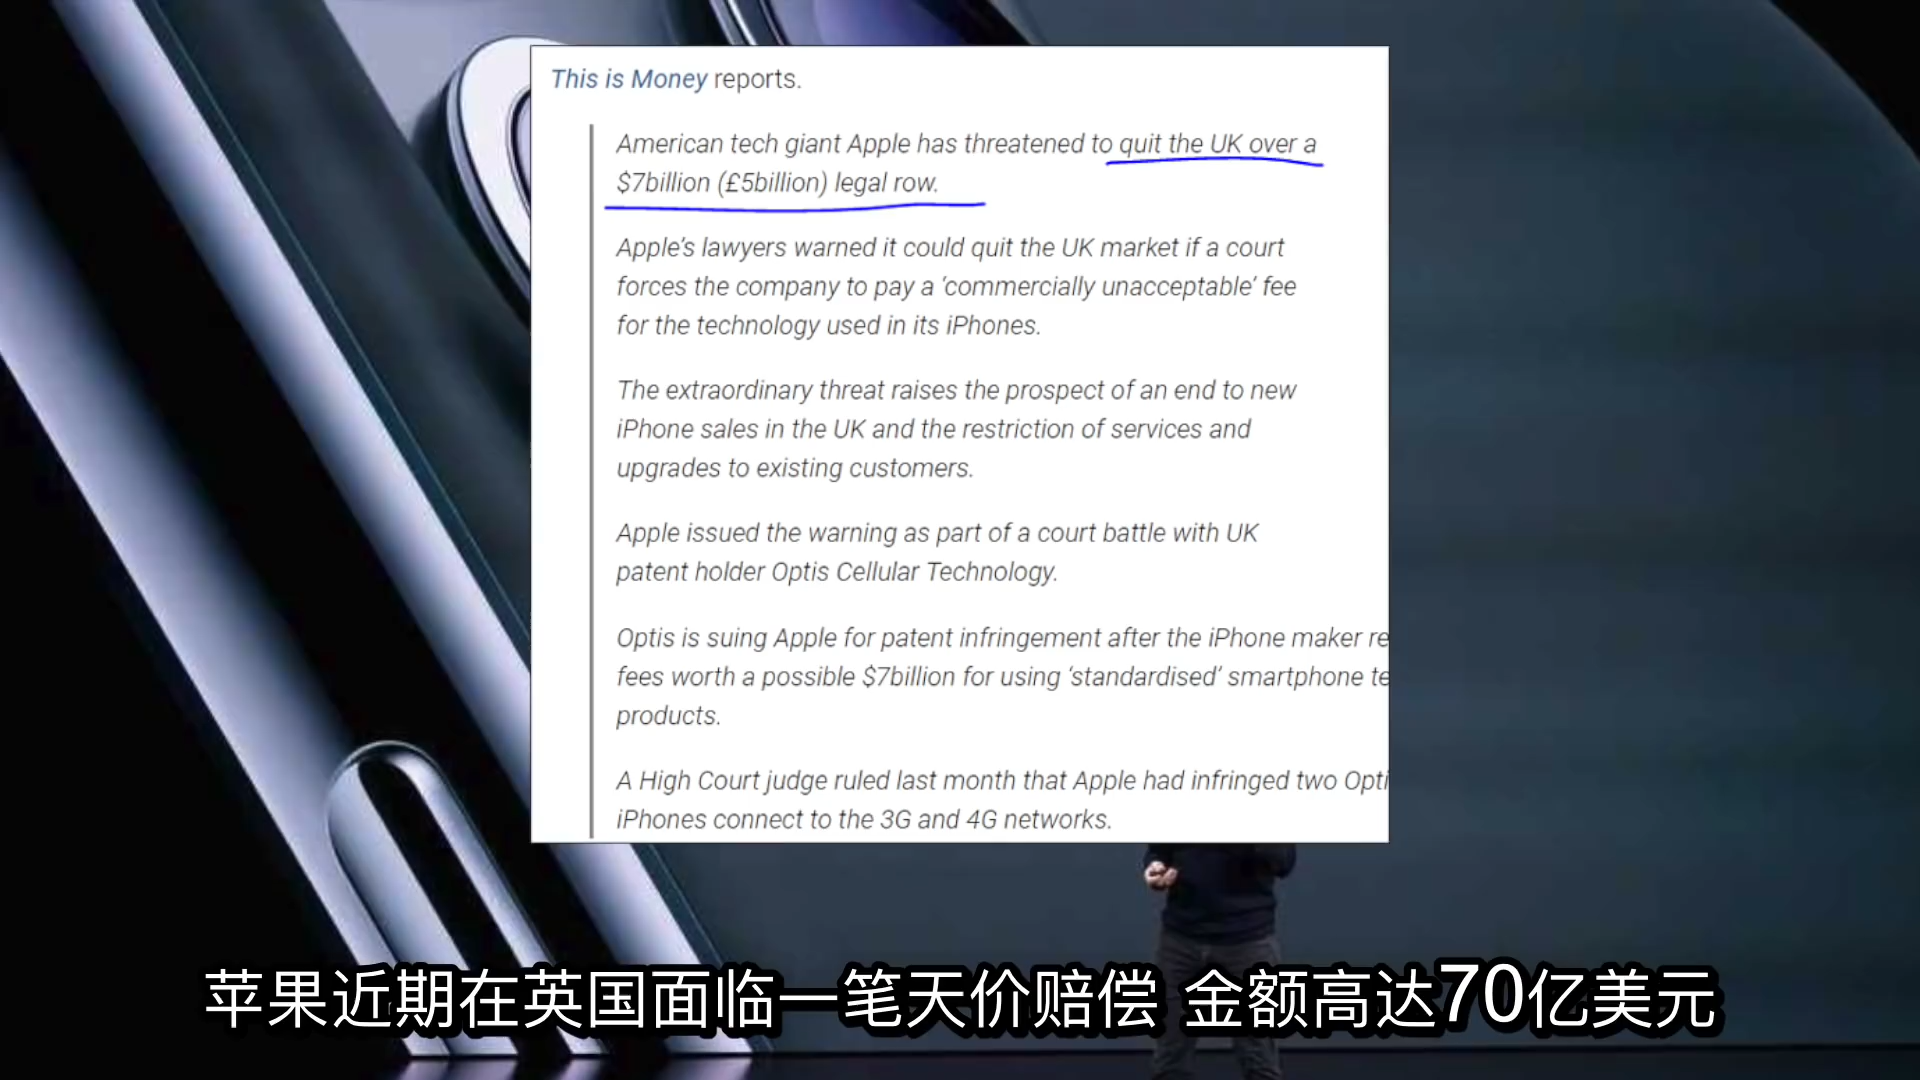 This is Money reports.
American tech giant Apple has threatened to quit the UK over a
$7billion (£5billion) legal row.
Apple's lawyers warned it could quit the UK market if a court
forces the company to pay a 'commercially unacceptable' fee
for the technology used in its iPhones.
The extraordinary threat raises the prospect of an end to new
iPhone sales in the UK and the restriction of services and
upgrades to existing customers.
Apple issued the warning as part of a court battle with UK
patent holder Optis Cellular Technology.
Optis is suing Apple for patent infringement after the iPhone maker re
fees worth a possible $7billion for using 'standardised' smartphone te
products.
A High Court judge ruled last month that Apple had infringed two Opti
iPhones connect to the 3G and 4G networks.
苹果近期在英国面临一笔天价赔偿 金额高达70亿美元